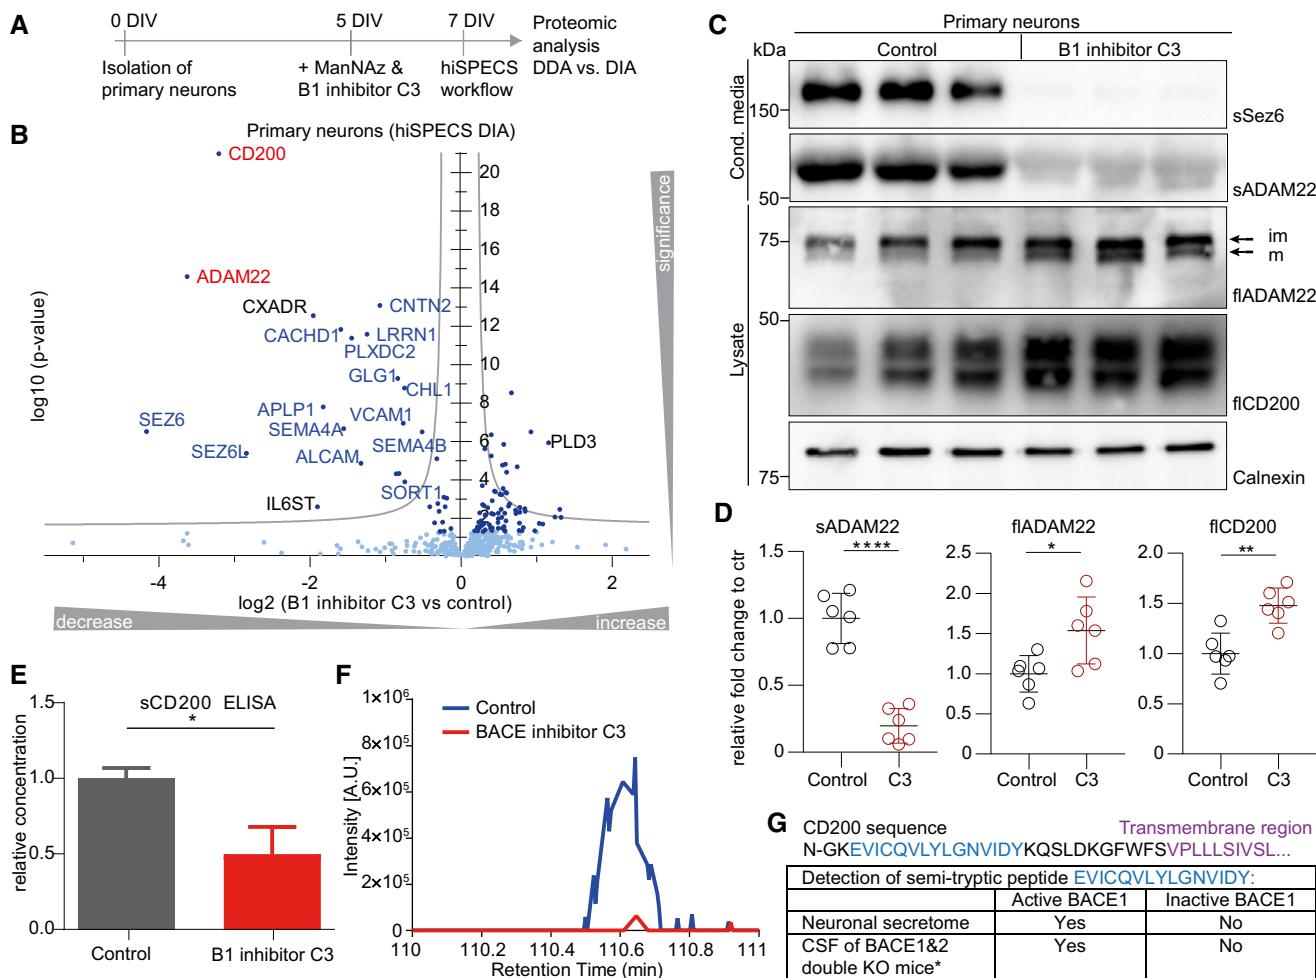 A
0 DIV
5 DIV
7 DIV
Proteomic
analysis
DDA vs. DIA
Isolation of
primary neurons
+ ManNAz &
B1 inhibitor C3
hiSPECS
workflow
B
Primary neurons (hiSPECS DIA)
log10 (p-value)
20
18
16
14
12
10
8
6
4
2
CD200
ADAM22
CXADR
CNTN2
CACHD1
LRRN1
PLXDC2
GLG1
CHL1
APLP1
VCAM1
SEZ6
SEMA4A
SEMA4B
SEZ6L
ALCAM
PLD3
SORT1
IL6ST
significance
-4
-2
0
2
log2 (B1 inhibitor C3 vs control)
decrease
increase
C
Primary neurons
kDa
Control
B1 inhibitor C3
Cond. media
150
sSez6
50
sADAM22
Lysate
75
im
m
flADAM22
50
flCD200
75
Calnexin
D
relative fold change to ctr
sADAM22
****
1.5
1.0
0.5
0
Control
C3
flADAM22
*
2.5
2.0
1.5
1.0
0.5
0
Control
C3
flCD200
**
2.0
1.5
1.0
0.5
0
Control
C3
E
sCD200 ELISA
*
relative concentration
1.5
1.0
0.5
0.0
Control
B1 inhibitor C3
F
Intensity [A.U.]
1×10⁶
8×10⁵
6×10⁵
4×10⁵
2×10⁵
0
Control
BACE inhibitor C3
110
110.2
110.4
110.6
110.8
111
Retention Time (min)
G
CD200 sequence
Transmembrane region
N-GKEVICQVLYLGNVIDYKQSLDKGFWFSVPLLLSIVSL...
Detection of semi-tryptic peptide EVICQVLYLGNVIDY:
Active BACE1
Inactive BACE1
Neuronal secretome
Yes
No
CSF of BACE1&2
double KO mice*
Yes
No